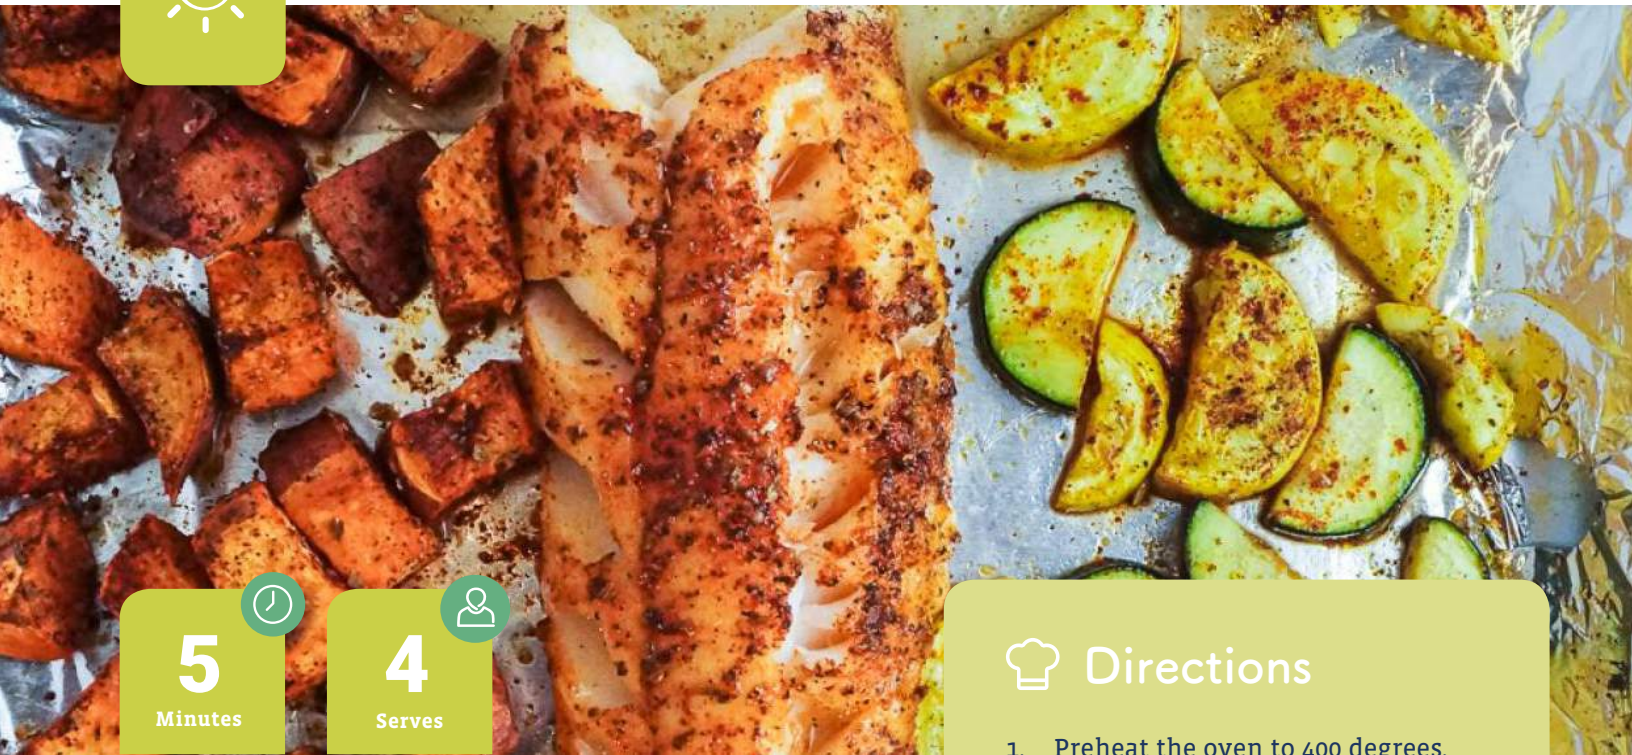 5
Minutes
4
Serves
Directions
1. Preheat the oven to 400 degrees.